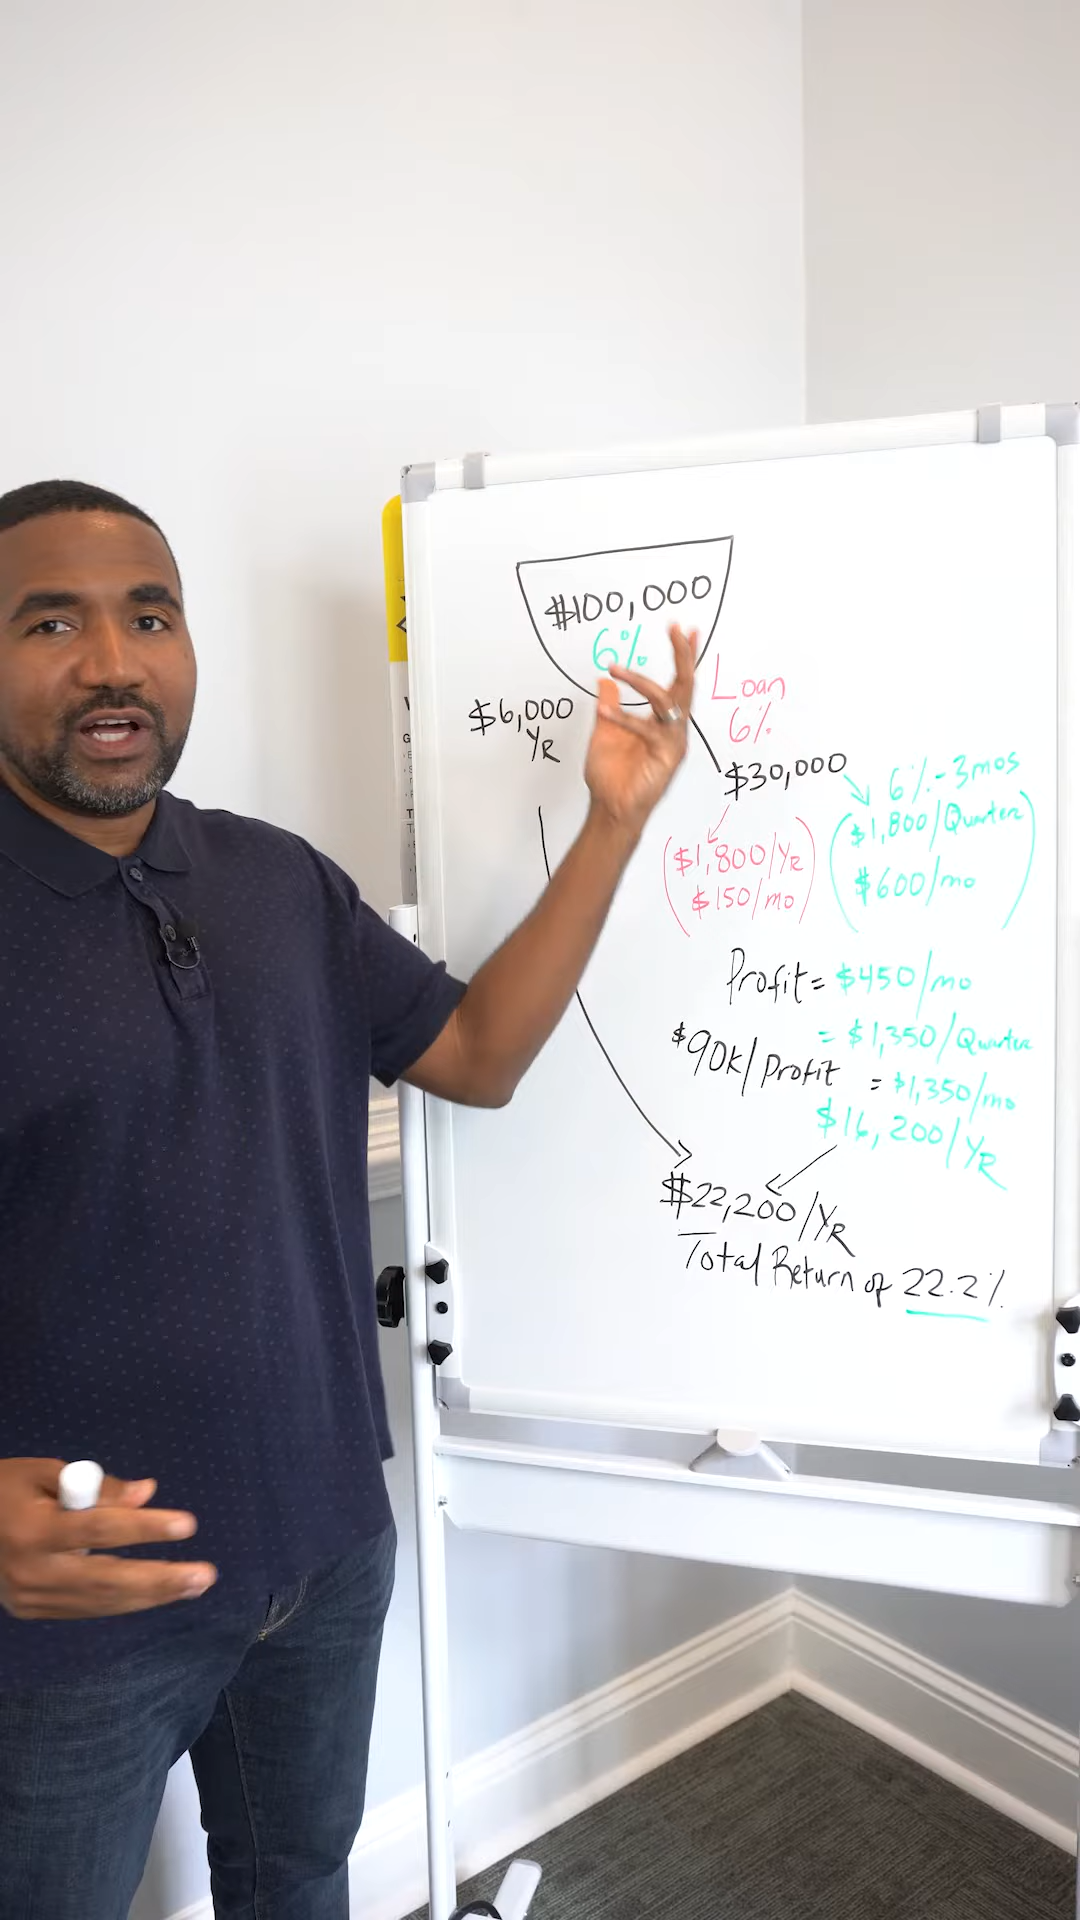 $100,000
6%
$6,000
YR
Loan
6%
$30,000
6%-3mos
$1,800/Quarter
$600/mo
$1,800/YR
$150/mo
Profit = $450/mo
= $1,350/Quarter
$90K/Profit = $1,350/mo
$16,200/YR
$22,200/YR
Total Return of 22.2%